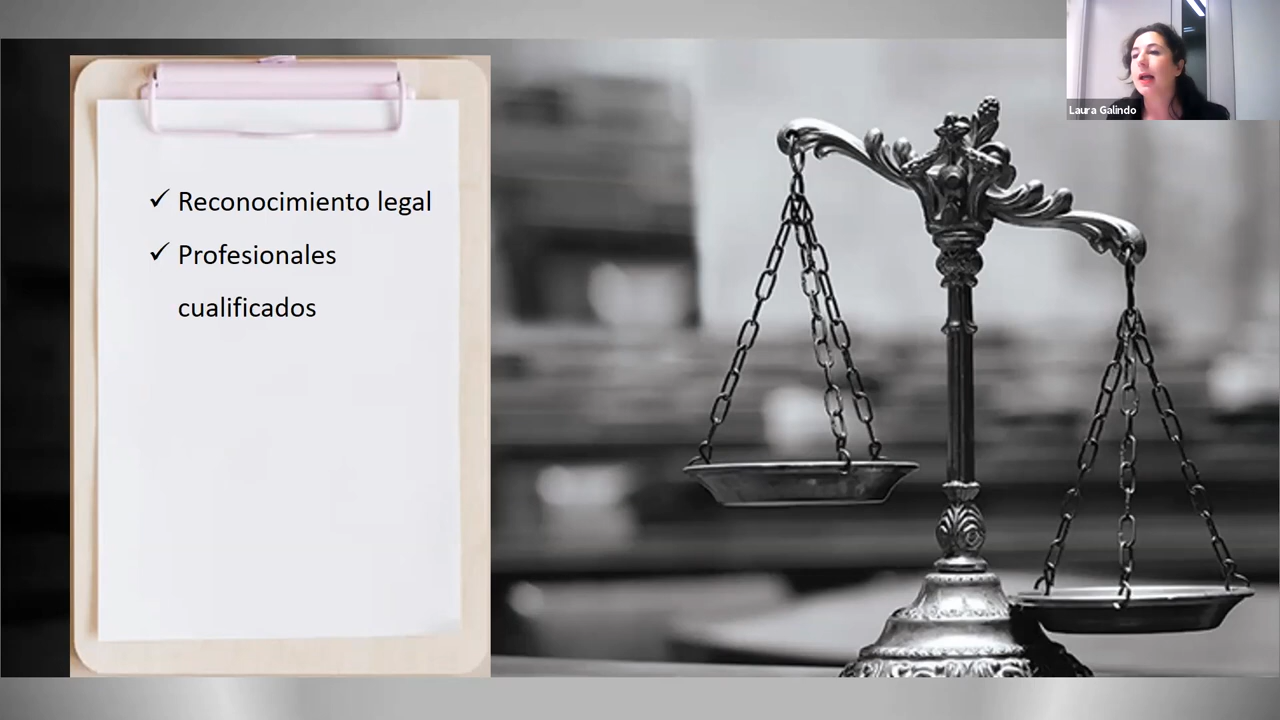 Laura Galindo
✓ Reconocimiento legal
✓ Profesionales
cualificados